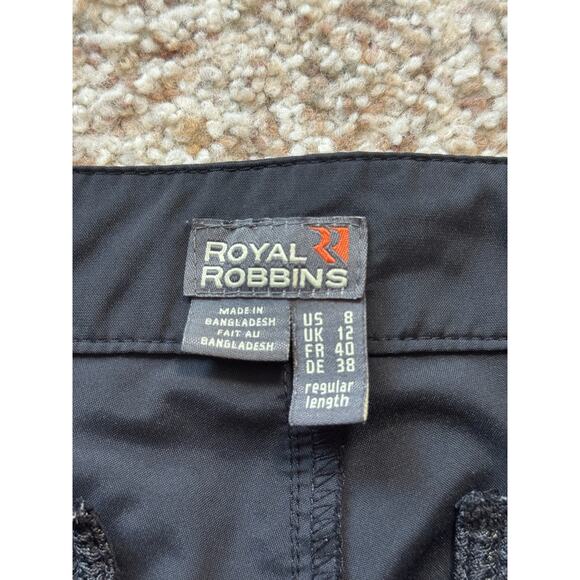 ROYAL
ROBBINS
MADE IN
BANGLADESH
FAIT AU
BANGLADESH
US 8
UK 12
FR 40
DE 38
regular
length